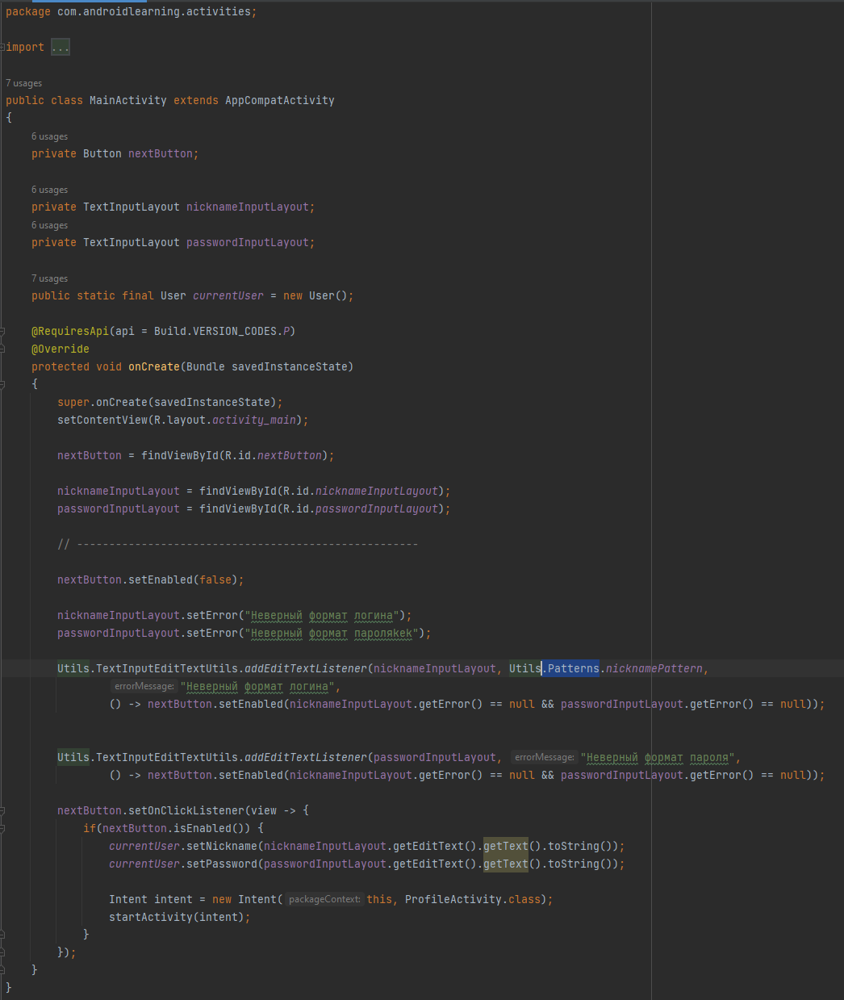 package com.androidlearning.activities;
import ...
7 usages
public class MainActivity extends AppCompatActivity
{
6 usages
private Button nextButton;
6 usages
private TextInputLayout nicknameInputLayout;
6 usages
private TextInputLayout passwordInputLayout;
7 usages
public static final User currentUser = new User();
@RequiresApi(api = Build.VERSION_CODES.P)
@Override
protected void onCreate(Bundle savedInstanceState)
{
super.onCreate(savedInstanceState);
setContentView(R.layout.activity_main);
nextButton = findViewById(R.id.nextButton);
nicknameInputLayout = findViewById(R.id.nicknameInputLayout);
passwordInputLayout = findViewById(R.id.passwordInputLayout);
// -----------------------------------------------------
nextButton.setEnabled(false);
nicknameInputLayout.setError("Неверный формат логина");
passwordInputLayout.setError("Неверный формат пароляkek");
Utils.TextInputEditTextUtils.addEditTextListener(nicknameInputLayout, Utils.Patterns.nicknamePattern,
errorMessage: "Неверный формат логина",
() -> nextButton.setEnabled(nicknameInputLayout.getError() == null && passwordInputLayout.getError() == null));
Utils.TextInputEditTextUtils.addEditTextListener(passwordInputLayout, errorMessage: "Неверный формат пароля",
() -> nextButton.setEnabled(nicknameInputLayout.getError() == null && passwordInputLayout.getError() == null));
nextButton.setOnClickListener(view -> {
if(nextButton.isEnabled()) {
currentUser.setNickname(nicknameInputLayout.getEditText().getText().toString());
currentUser.setPassword(passwordInputLayout.getEditText().getText().toString());
Intent intent = new Intent( packageContext: this, ProfileActivity.class);
startActivity(intent);
}
});
}
}